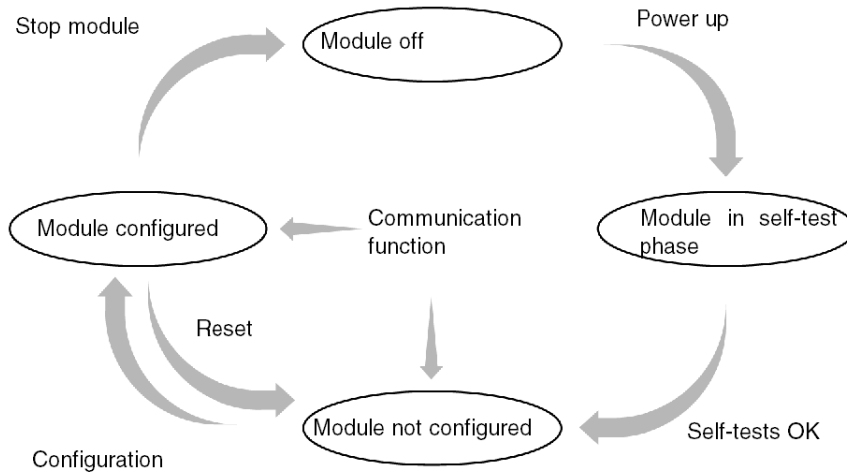 Stop module
Module off
Power up
Module configured
Communication
function
Module in self-test
phase
Reset
Module not configured
Self-tests OK
Configuration